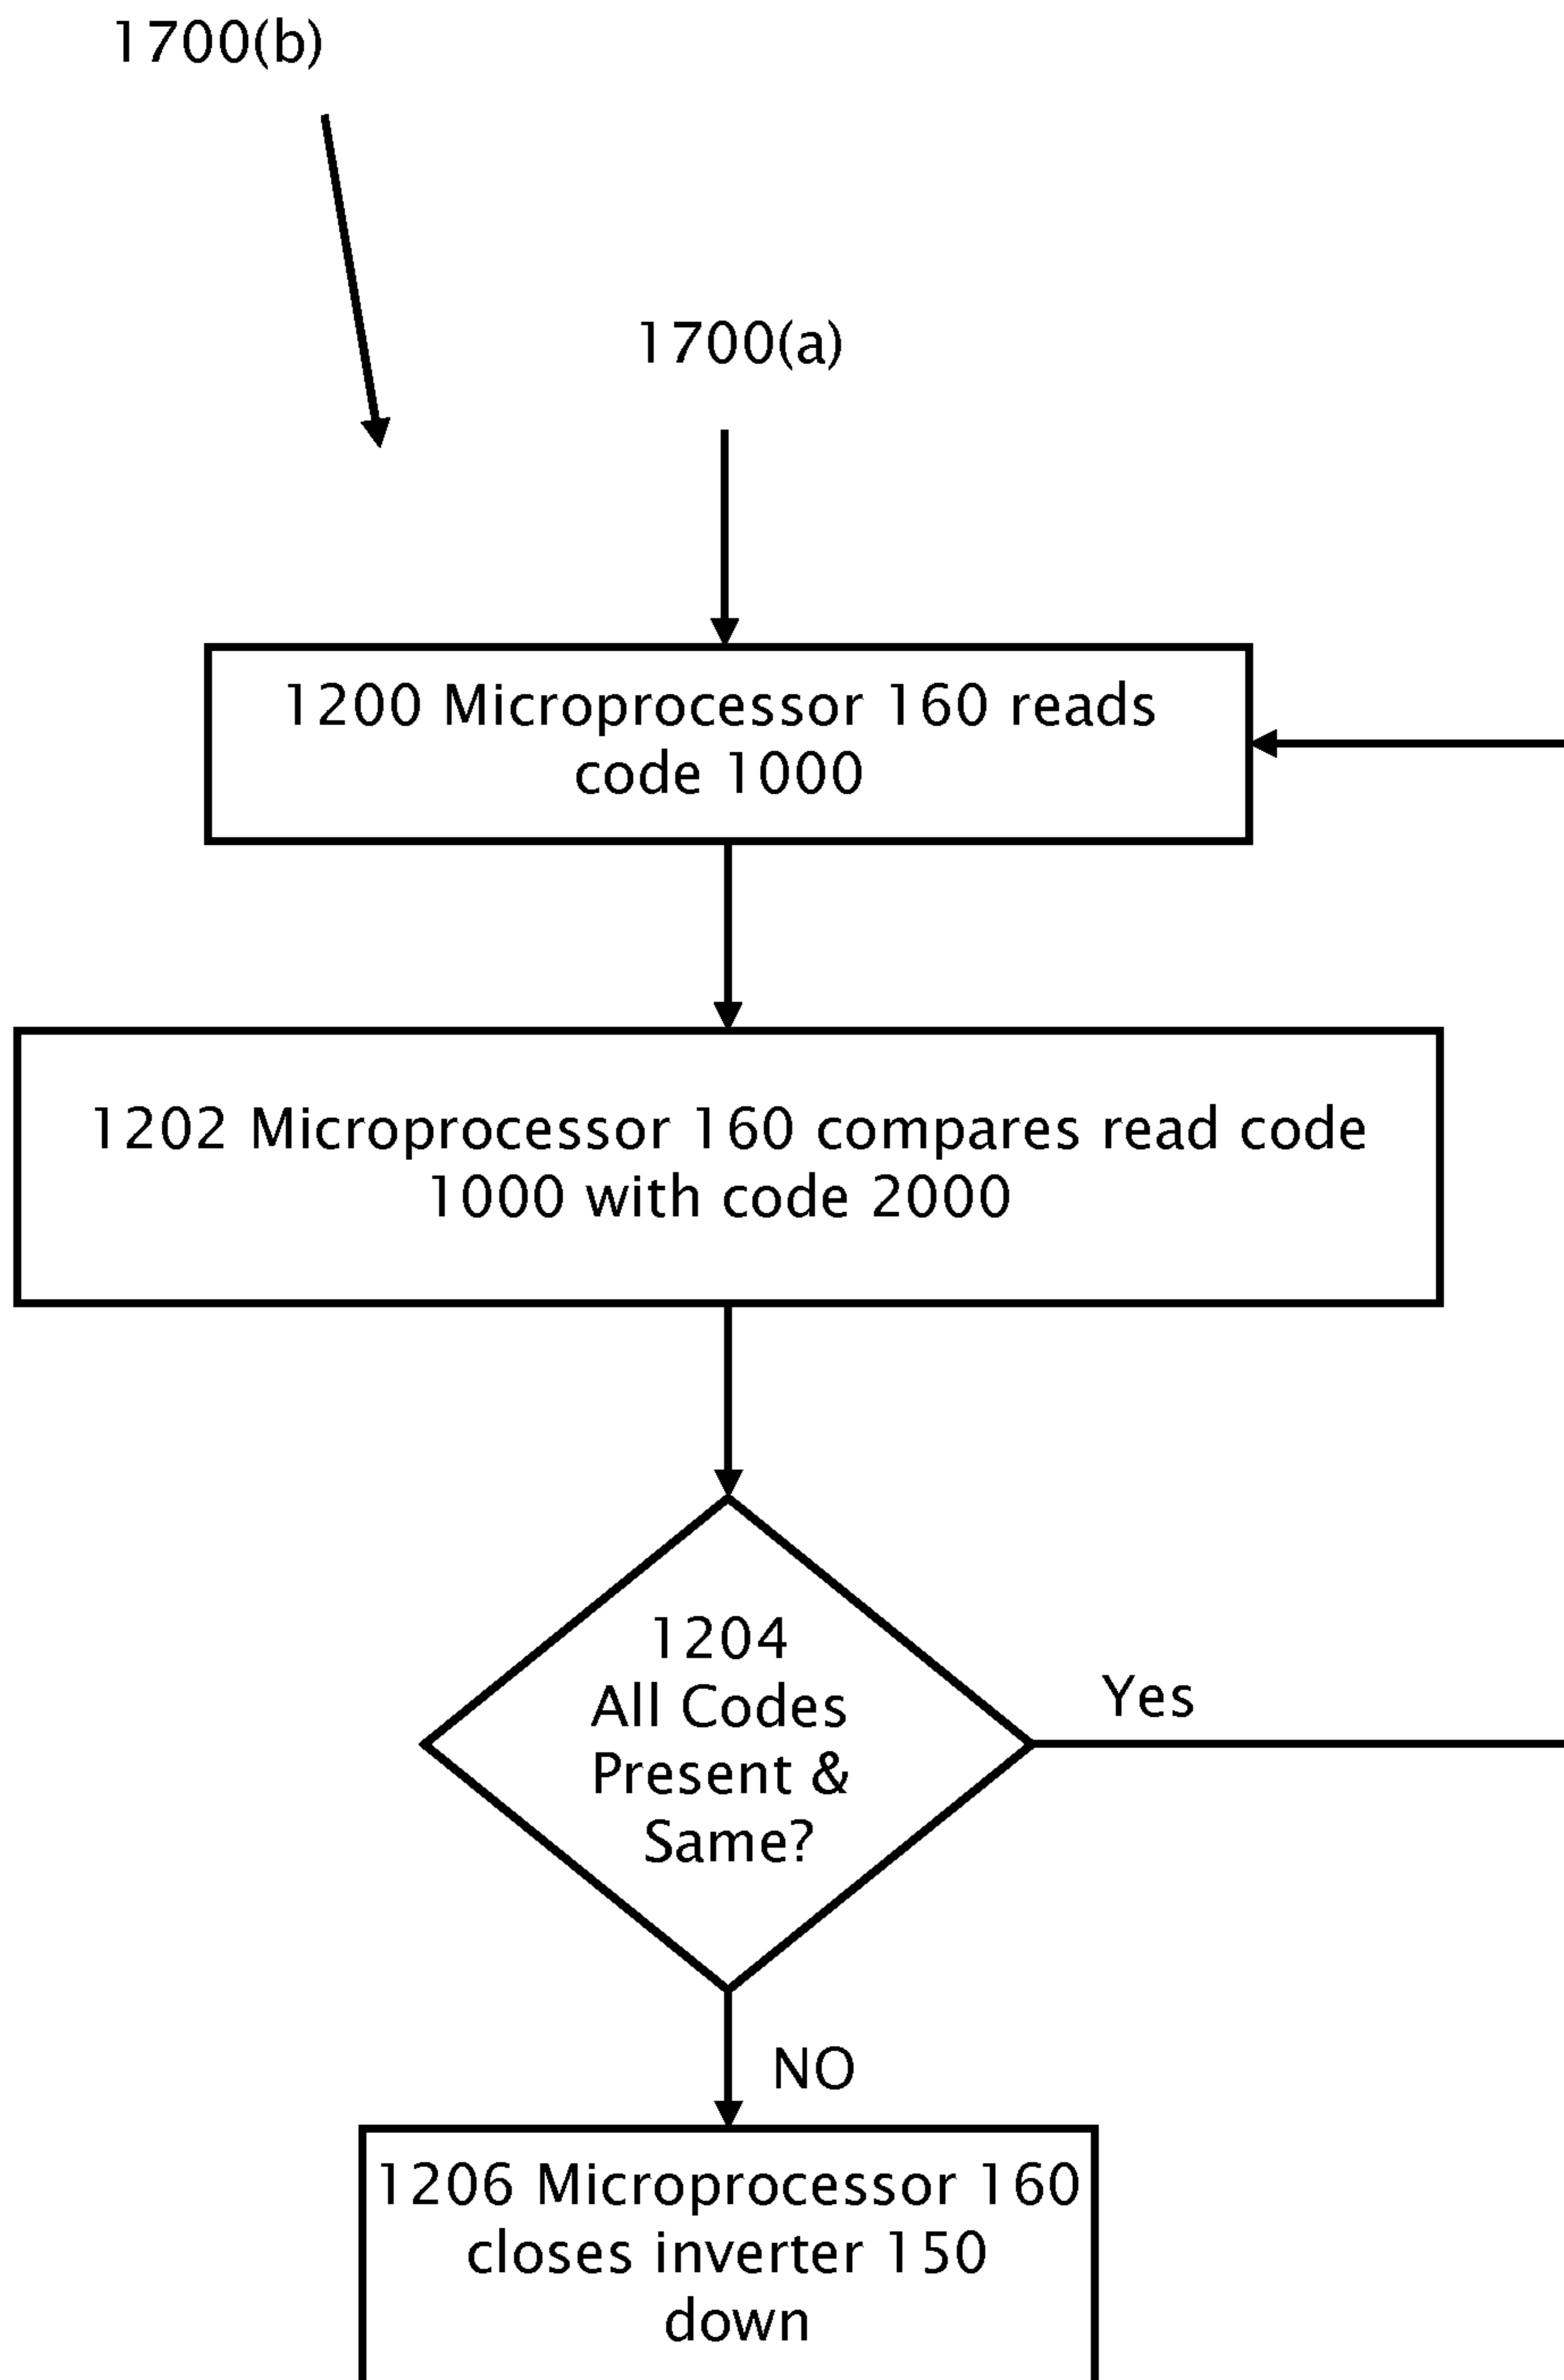 1700(b)
1700(a)
1200 Microprocessor 160 reads
code 1000
1202 Microprocessor 160 compares read code
1000 with code 2000
1204
All Codes
Present &
Same?
Yes
NO
1206 Microprocessor 160
closes inverter 150
down